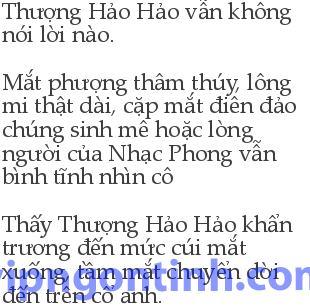 Thượng Hảo Hảo vẫn không
nói lời nào.
Mắt phượng thâm thúy, lông
mi thật dài, cặp mắt điên đảo
chúng sinh mê hoặc lòng
người của Nhạc Phong vẫn
bình tĩnh nhìn cô
Thấy Thượng Hảo Hảo khẩn
trương đến mức cúi mắt
xuống, tầm mắt chuyển dời
đến trên cô anh.